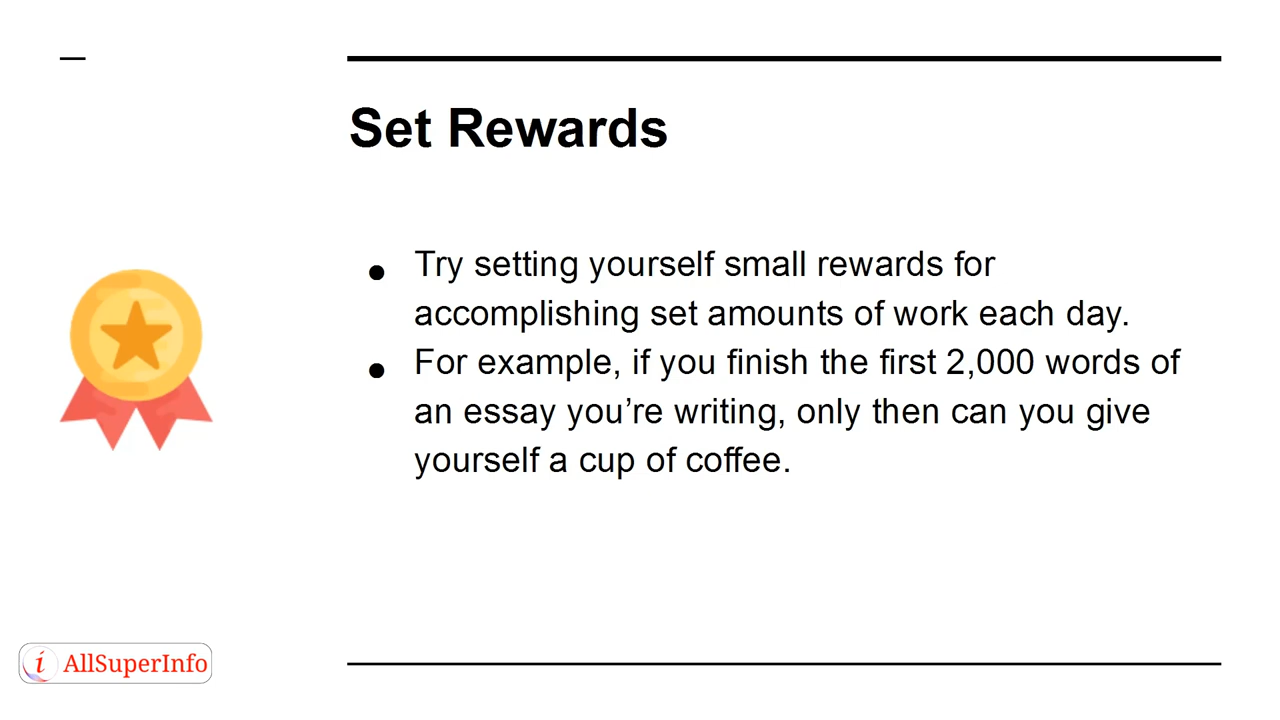 Set Rewards
● Try setting yourself small rewards for
accomplishing set amounts of work each day.
● For example, if you finish the first 2,000 words of
an essay you’re writing, only then can you give
yourself a cup of coffee.
i AllSuperInfo